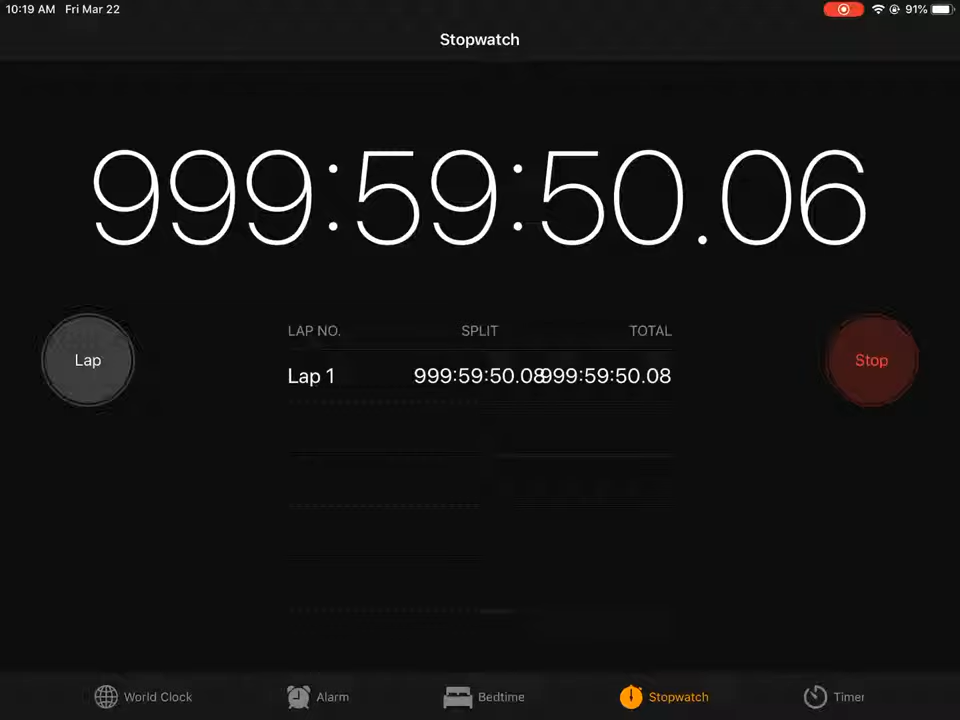 10:19 AM Fri Mar 22 91%
Stopwatch
999:59:50.06
LAP NO. SPLIT TOTAL
Lap Stop
Lap 1 999:59:50.08 999:59:50.08
World Clock Alarm Bedtime Stopwatch Timer